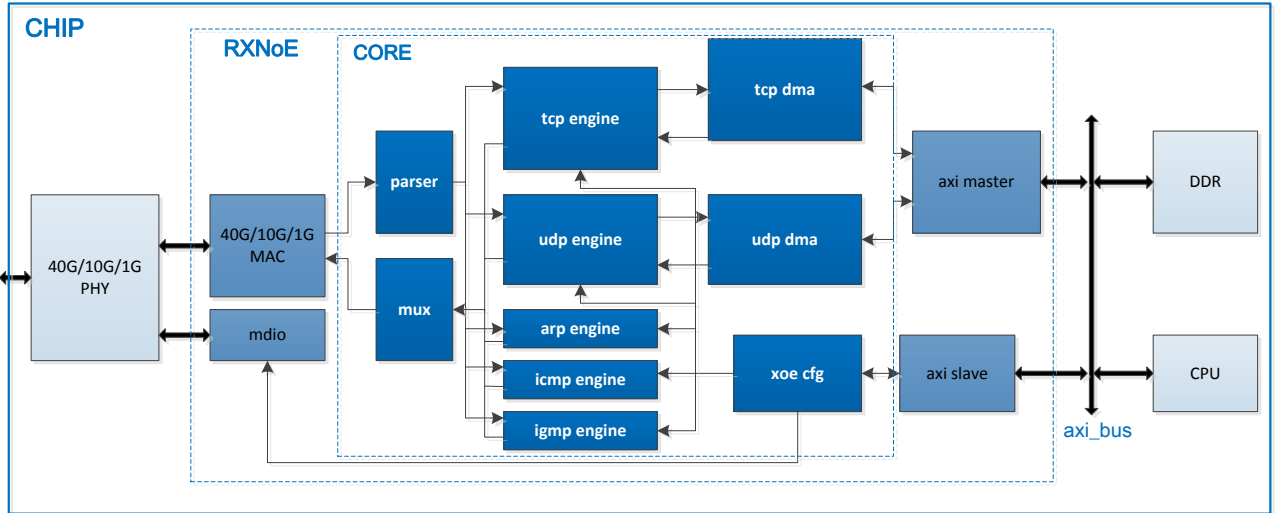 CHIP
RXNoE
CORE
40G/10G/1G
PHY
40G/10G/1G
MAC
mdio
parser
mux
tcp engine
udp engine
arp engine
icmp engine
igmp engine
tcp dma
udp dma
xoe cfg
axi master
axi slave
axi_bus
DDR
CPU